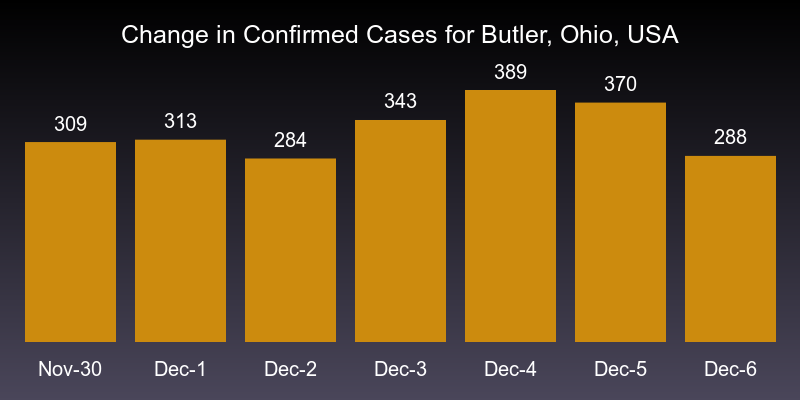 Change in Confirmed Cases for Butler, Ohio, USA
309 313 284 343 389 370 288
Nov-30 Dec-1 Dec-2 Dec-3 Dec-4 Dec-5 Dec-6